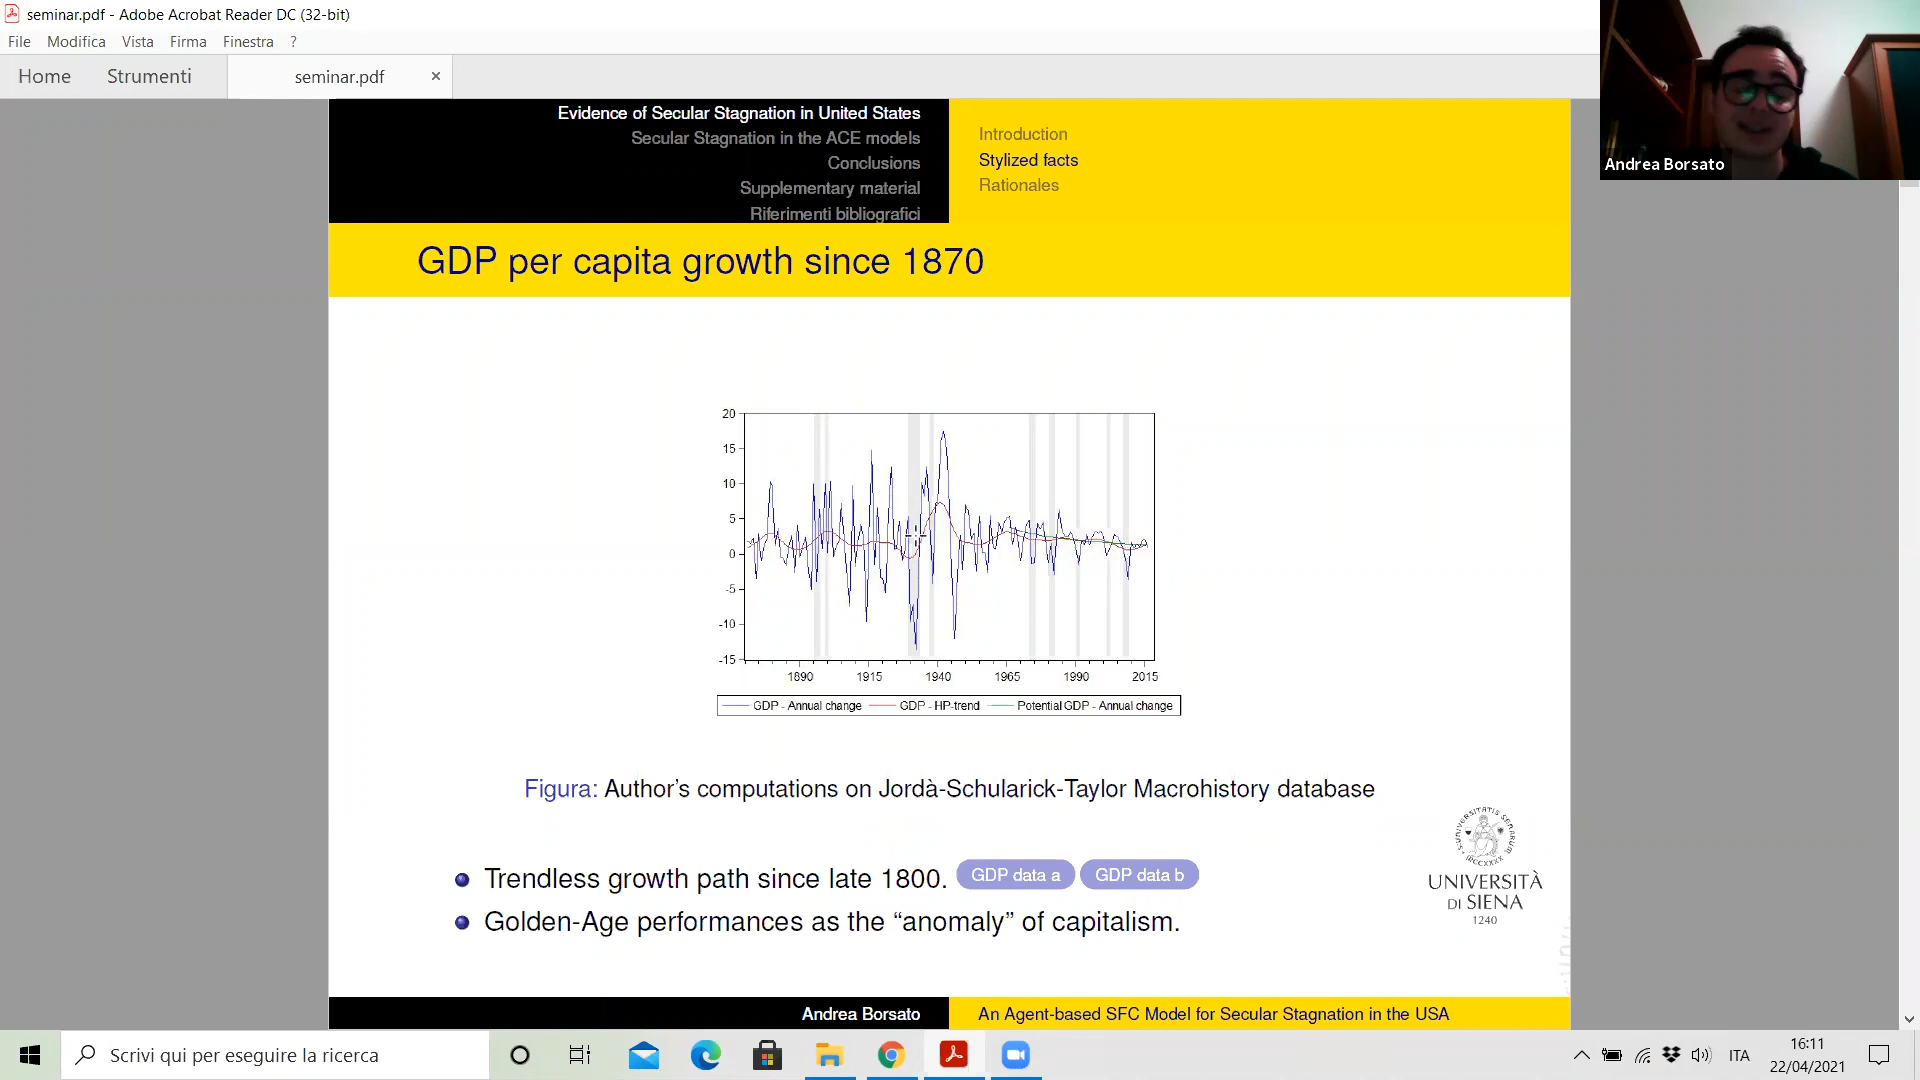 seminar.pdf - Adobe Acrobat Reader DC (32-bit)
File Modifica Vista Firma Finestra ?
Home Strumenti seminar.pdf ×
Andrea Borsato
Evidence of Secular Stagnation in United States
Secular Stagnation in the ACE models
Conclusions
Supplementary material
Riferimenti bibliografici
Introduction
Stylized facts
Rationales
GDP per capita growth since 1870
20
15
10
5
0
-5
-10
-15
1890 1915 1940 1965 1990 2015
GDP - Annual change GDP - HP-trend Potential GDP - Annual change
Figura: Author's computations on Jordà-Schularick-Taylor Macrohistory database
Trendless growth path since late 1800. GDP data a GDP data b
Golden-Age performances as the “anomaly” of capitalism.
UNIVERSITÀ
DI SIENA
1240
Andrea Borsato An Agent-based SFC Model for Secular Stagnation in the USA
Scrivi qui per eseguire la ricerca
ITA
16:11
22/04/2021